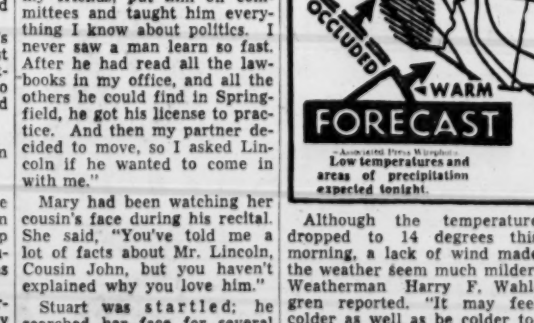 mittees and taught him every-
thing I know about politics. I
never saw a man learn so fast.
After he had read all the law-
books in my office, and all the
others he could find in Spring-
field, he got his license to prac-
tice. And then my partner de-
cided to move, so I asked Lin-
coln if he wanted to come in
with me."
Mary had been watching her
cousin's face during his recital.
She said, "You've told me a
lot of facts about Mr. Lincoln,
Cousin John, but you haven't
explained why you love him."
Stuart was startled; he
OCCLUDED
WARM
FORECAST
Associated Press Wirephoto
Low temperatures and
areas of precipitation
expected tonight.
Although the temperature
dropped to 14 degrees this
morning, a lack of wind made
the weather seem much milder,
Weatherman Harry F. Wahl-
gren reported. "It may feel
colder as well as be colder to-